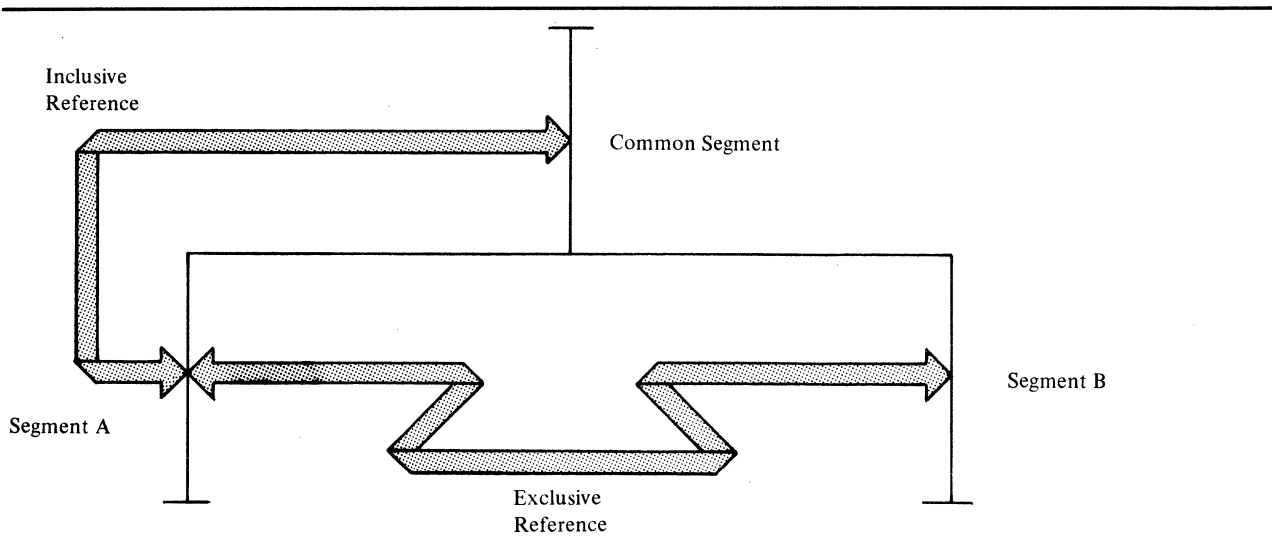 Inclusive
Reference
Common Segment
Segment B
Segment A
Exclusive
Reference